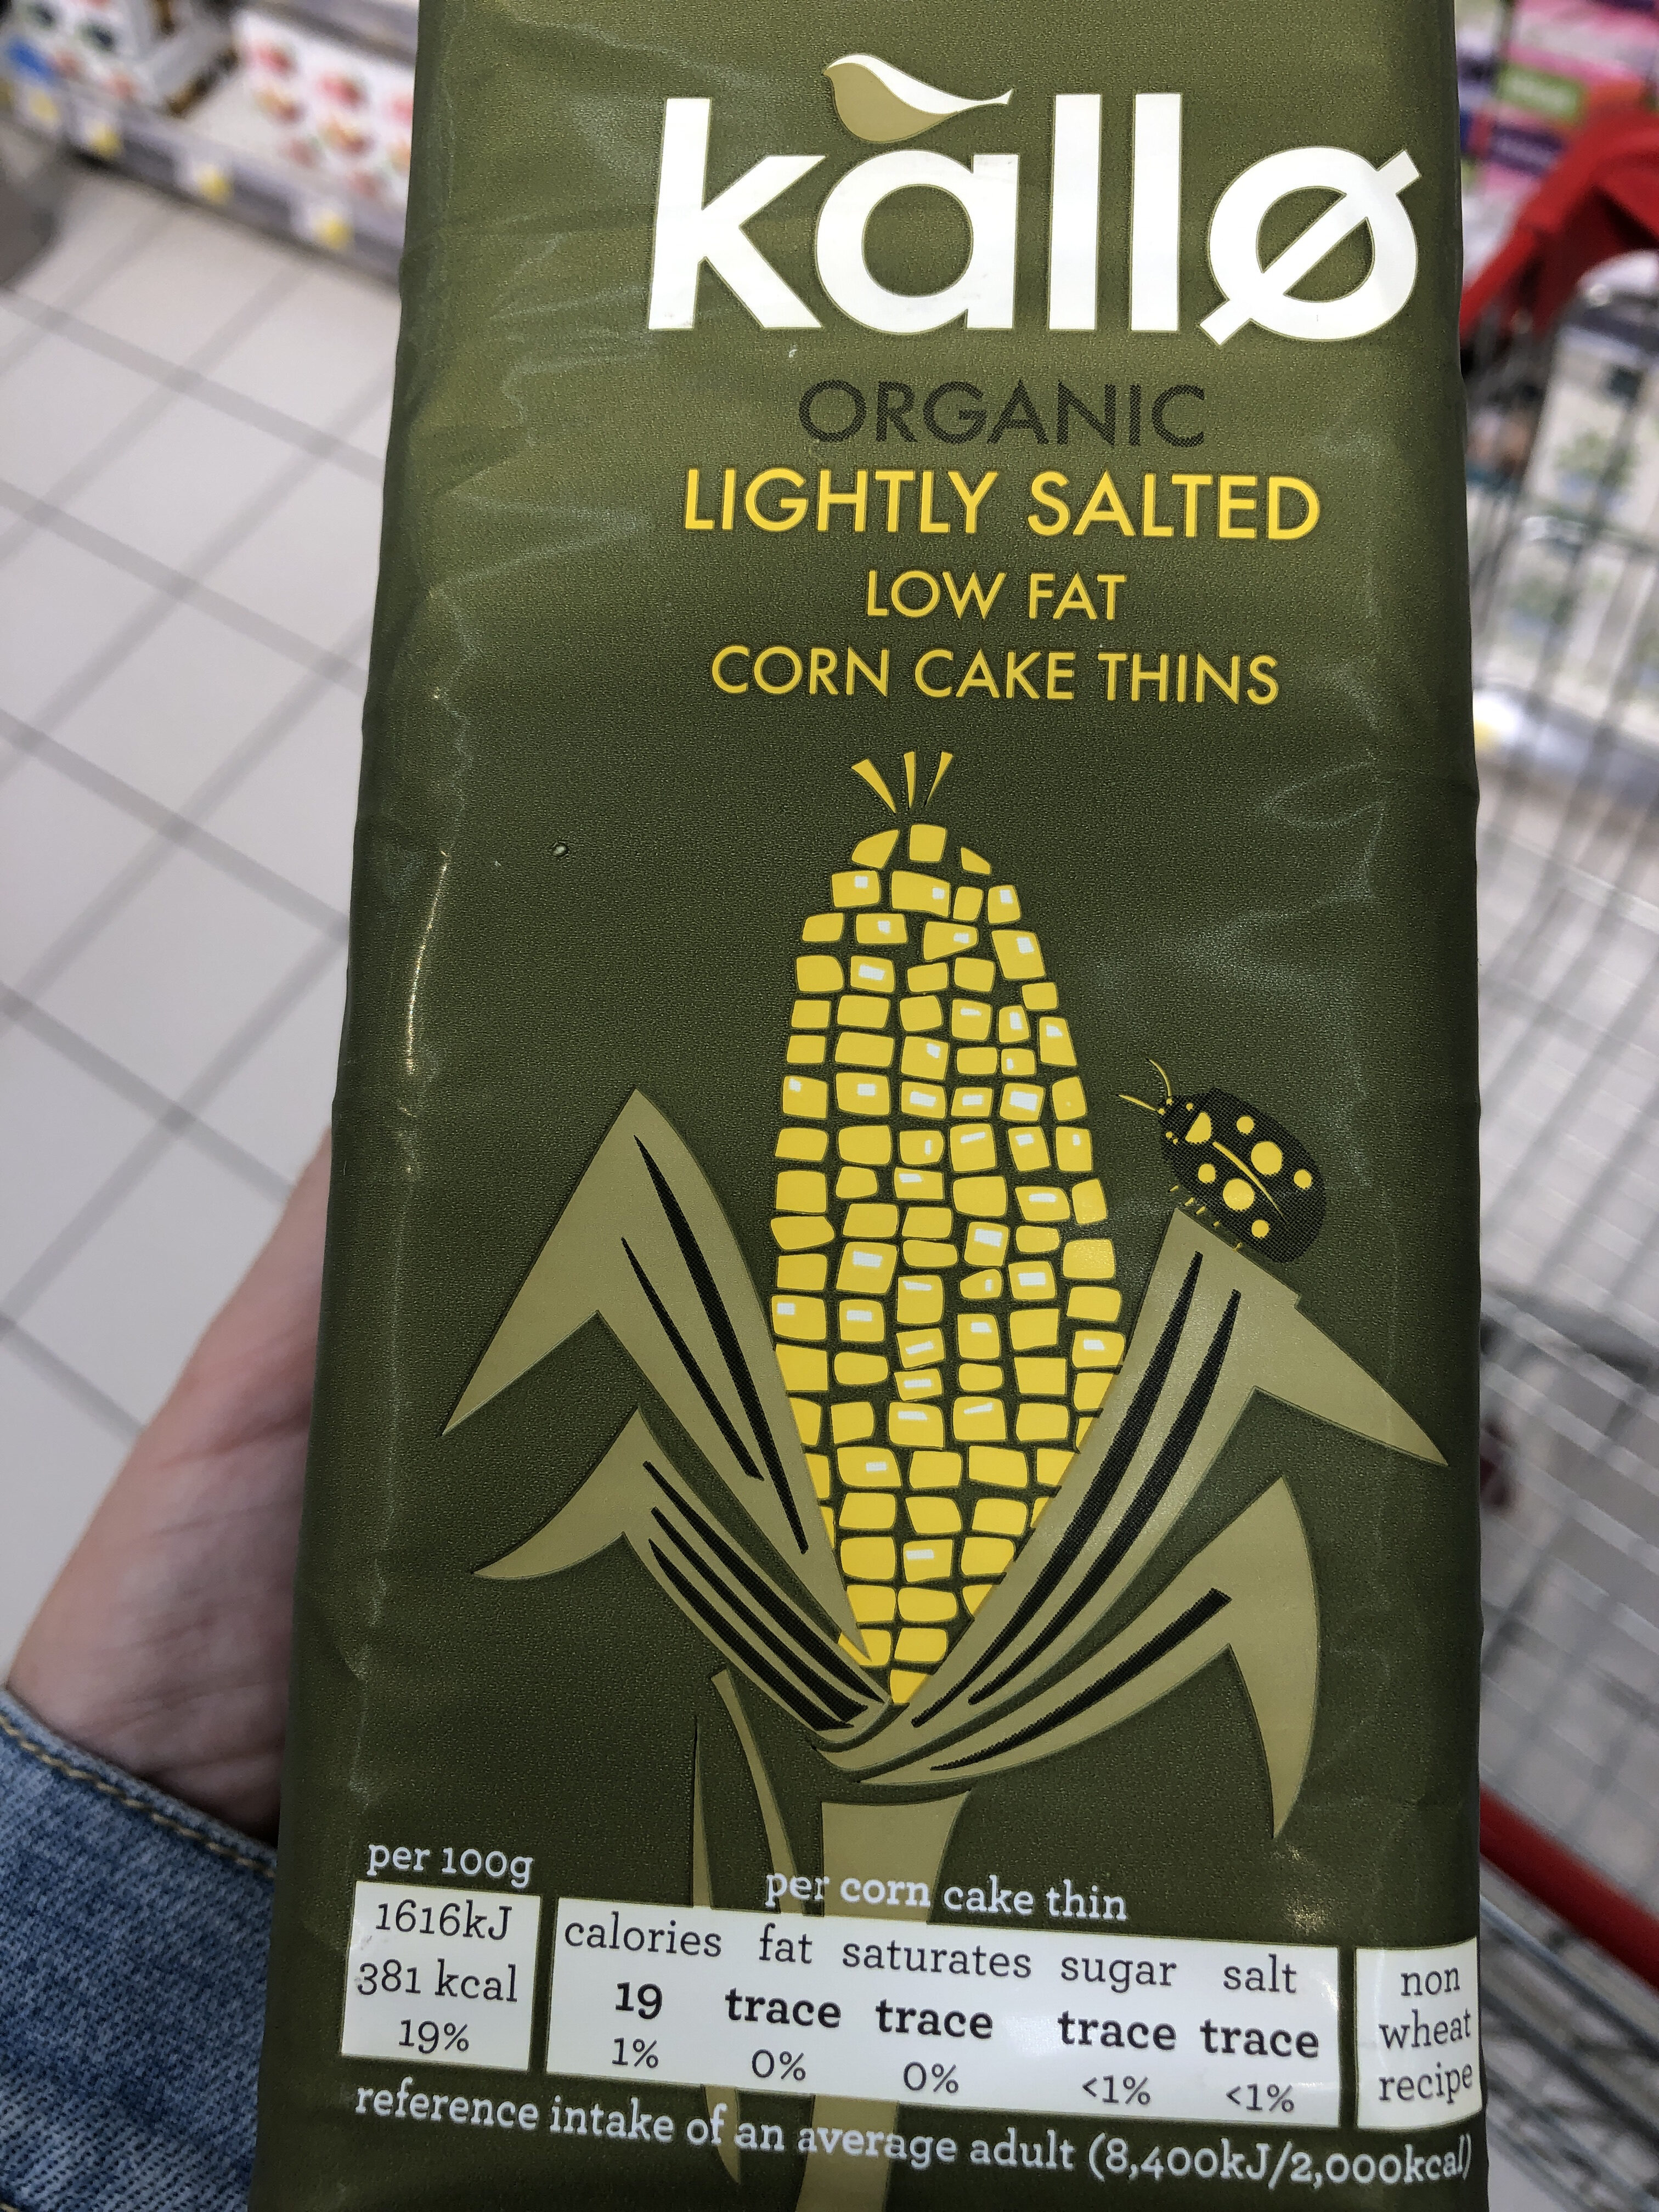 kallø
ORGANIC
LIGHTLY SALTED
LOW FAT
CORN CAKE THINS
per 100g
1616kJ
381 kcal
19%
per corn cake thin
calories fat saturates sugar salt
19 trace trace trace trace
1% 0% 0% <1% <1%
non
wheat
recipe
reference intake of an average adult (8,400kJ/2,000kcal)